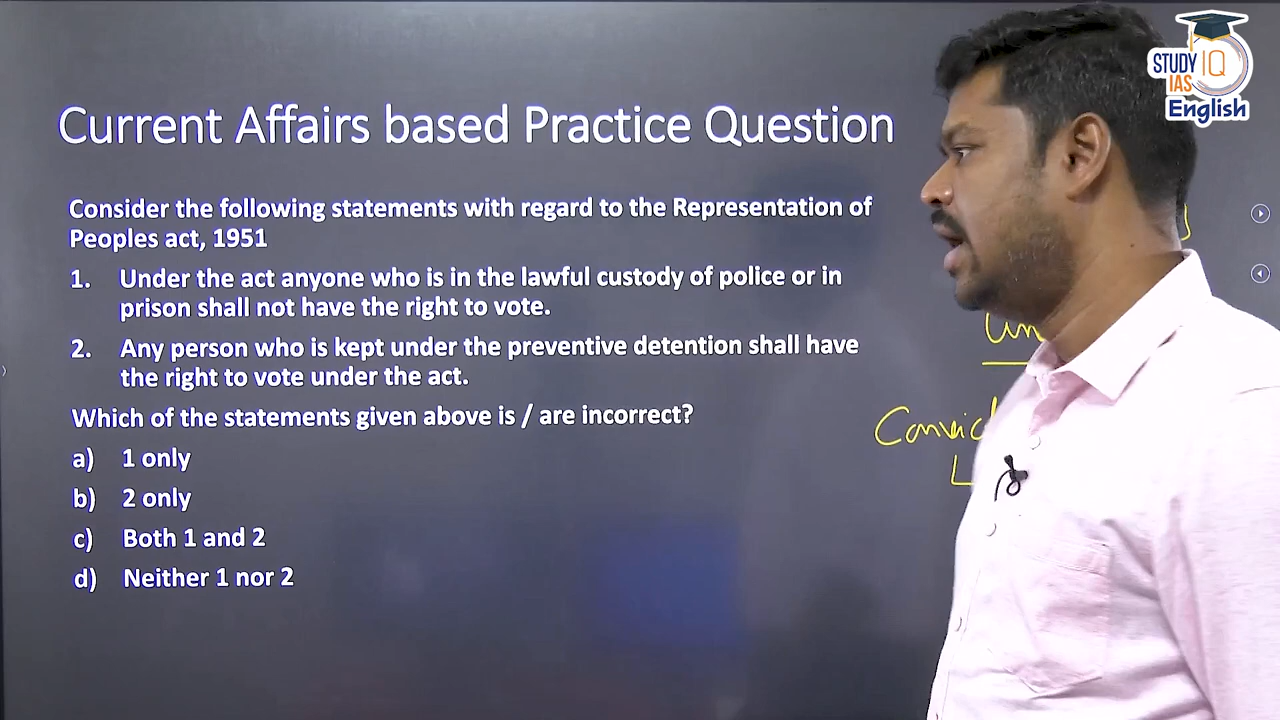 STUDY IQ
IAS
English
Current Affairs based Practice Question
Consider the following statements with regard to the Representation of
Peoples act, 1951
1. Under the act anyone who is in the lawful custody of police or in
prison shall not have the right to vote.
2. Any person who is kept under the preventive detention shall have
the right to vote under the act.
Which of the statements given above is / are incorrect?
a) 1 only
b) 2 only
c) Both 1 and 2
d) Neither 1 nor 2